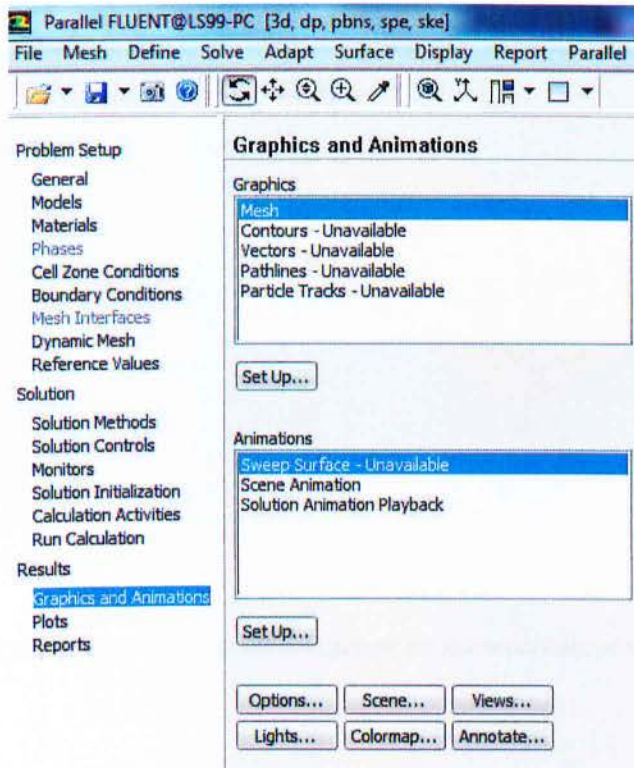 Parallel FLUENT@LS99-PC [3d, dp, pbns, spe, ske]
File Mesh Define Solve Adapt Surface Display Report Parallel
Problem Setup
General
Models
Materials
Phases
Cell Zone Conditions
Boundary Conditions
Mesh Interfaces
Dynamic Mesh
Reference Values
Solution
Solution Methods
Solution Controls
Monitors
Solution Initialization
Calculation Activities
Run Calculation
Results
Graphics and Animations
Plots
Reports
Graphics and Animations
Graphics
Mesh
Contours - Unavailable
Vectors - Unavailable
Pathlines - Unavailable
Particle Tracks - Unavailable
Set Up...
Animations
Sweep Surface - Unavailable
Scene Animation
Solution Animation Playback
Set Up...
Options... Scene... Views...
Lights... Colormap... Annotate...